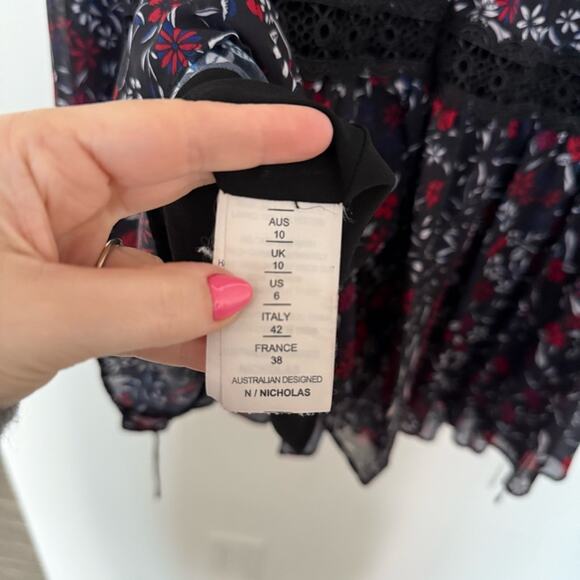 AUS
10
UK
10
US
6
ITALY
42
FRANCE
38
AUSTRALIAN DESIGNED
N / NICHOLAS